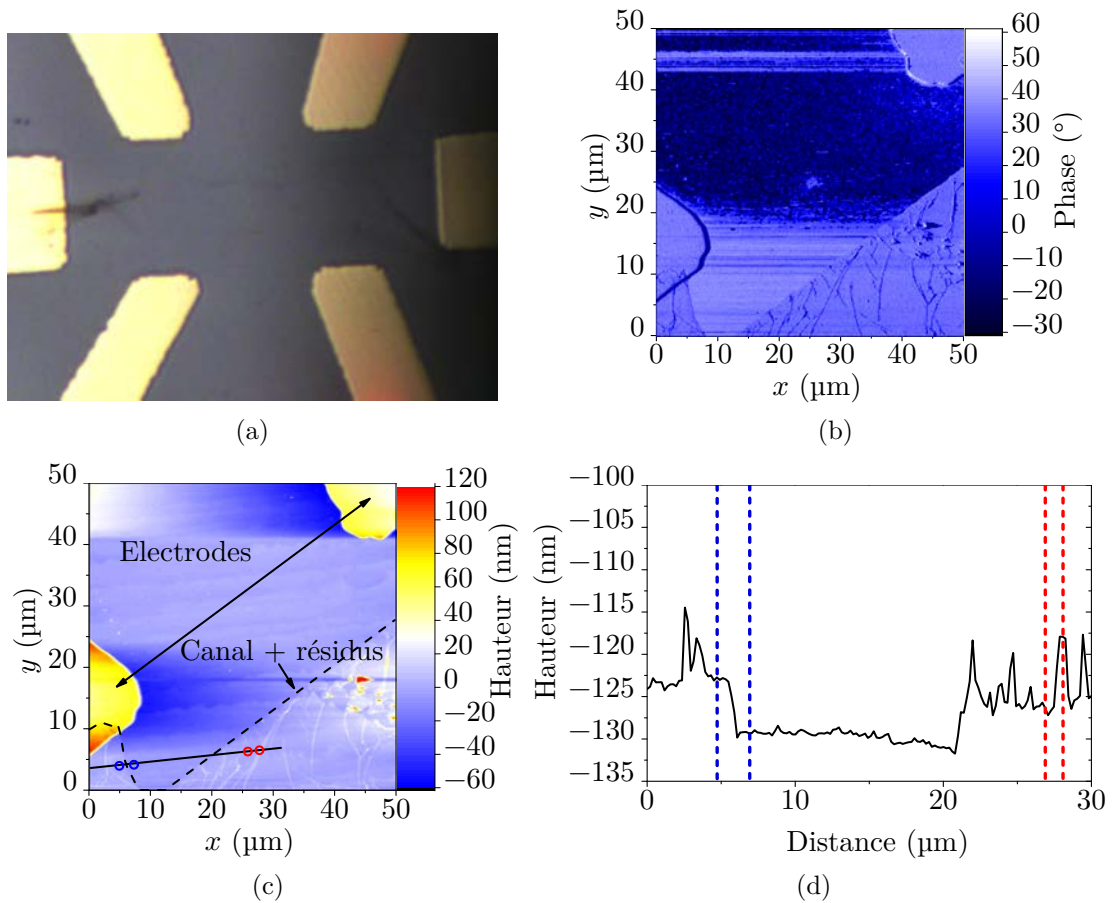 50
40
30
20
10
0
y (µm)
0 10 20 30 40 50
x (µm)
60
50
40
30
20
10
0
−10
−20
−30
Phase (°)
(a)
(b)
50
40
30
20
10
0
y (µm)
Electrodes
Canal + résidus
0 10 20 30 40 50
x (µm)
120
100
80
60
40
20
0
−20
−40
−60
Hauteur (nm)
−100
−105
−110
−115
−120
−125
−130
−135
Hauteur (nm)
0 10 20 30
Distance (µm)
(c)
(d)